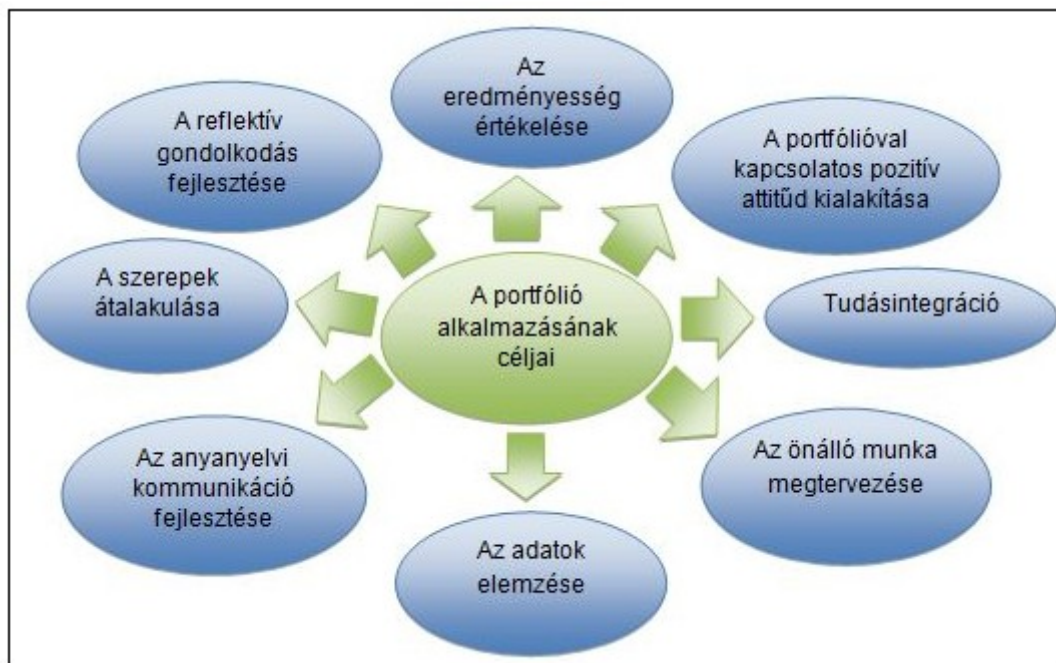 Az
eredményesség
értékelése
A reflektív
gondolkodás
fejlesztése
A portfólióval
kapcsolatos pozitív
attitűd kialakítása
A szerepek
átalakulása
A portfólió
alkalmazásának
céljai
Tudásintegráció
Az anyanyelvi
kommunikáció
fejlesztése
Az önálló munka
megtervezése
Az adatok
elemzése